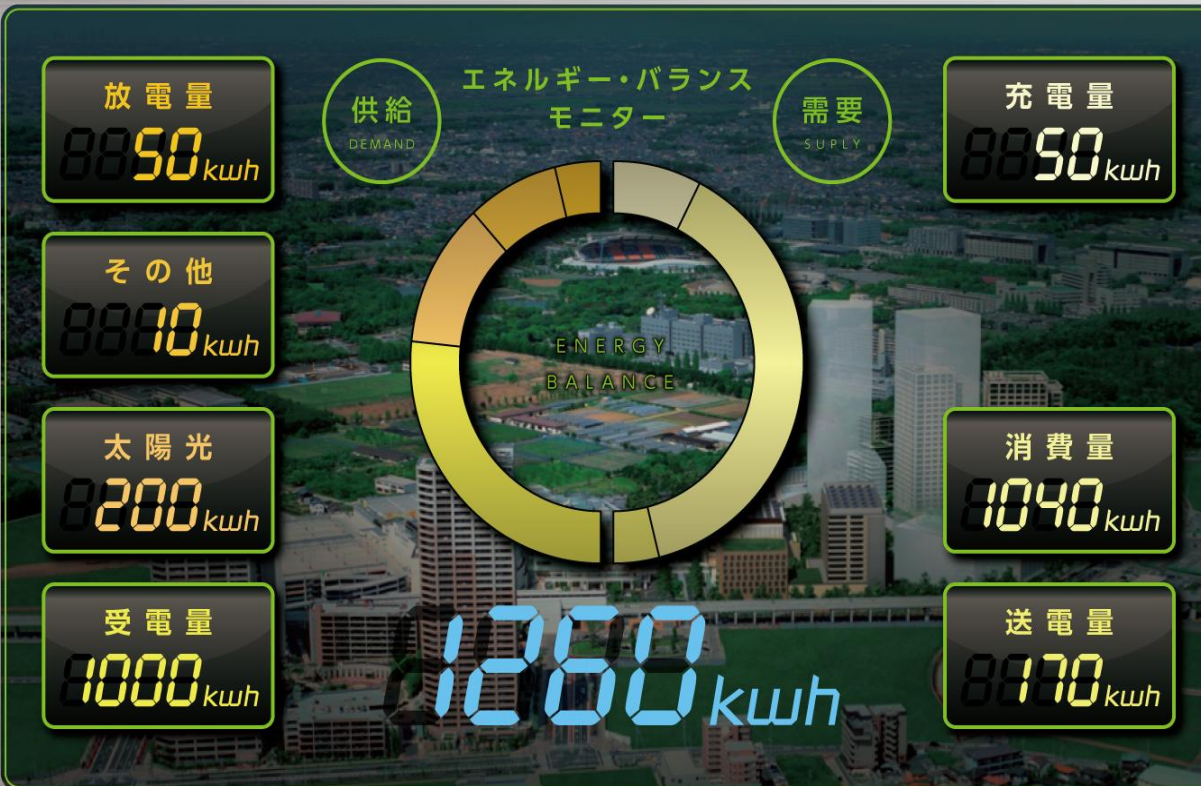 エネルギー・バランス
モニター
供給
DEMAND
需要
SUPLY
放電量
50kwh
その他
10kwh
太陽光
200kwh
受電量
1000kwh
ENERGY
BALANCE
充電量
50kwh
消費量
1040kwh
送電量
170kwh
1260kwh